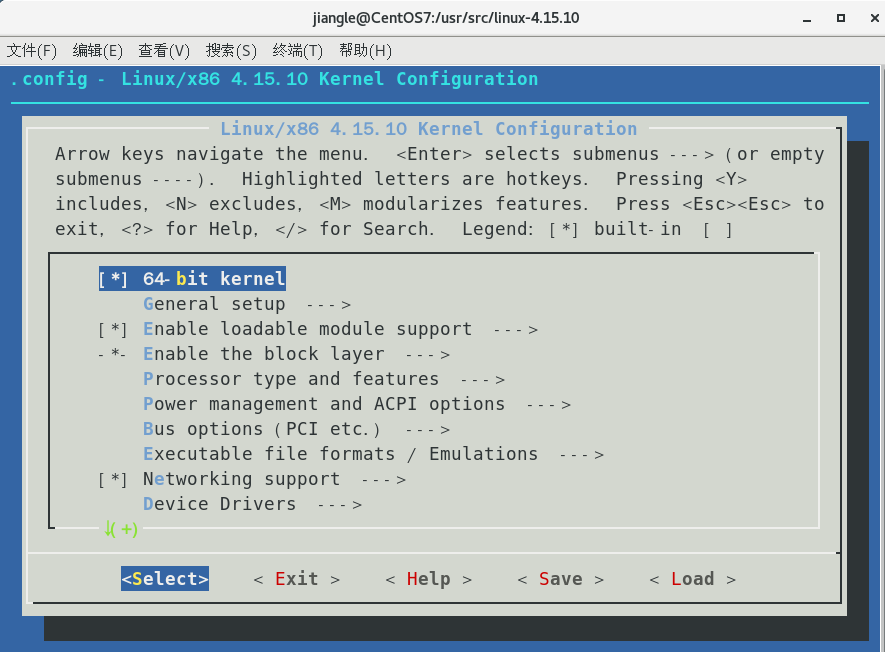 jiangle@CentOS7:/usr/src/linux-4.15.10
文件(F) 编辑(E) 查看(V) 搜索(S) 终端(T) 帮助(H)
.config - Linux/x86 4.15.10 Kernel Configuration
Linux/x86 4.15.10 Kernel Configuration
Arrow keys navigate the menu. <Enter> selects submenus ---> (or empty
submenus ----). Highlighted letters are hotkeys. Pressing <Y>
includes, <N> excludes, <M> modularizes features. Press <Esc><Esc> to
exit, <?> for Help, </> for Search. Legend: [*] built-in [ ]
[*] 64-bit kernel
General setup --->
[*] Enable loadable module support --->
-*- Enable the block layer --->
Processor type and features --->
Power management and ACPI options --->
Bus options (PCI etc.) --->
Executable file formats / Emulations --->
[*] Networking support --->
Device Drivers --->
↓(+)
<Select> < Exit > < Help > < Save > < Load >